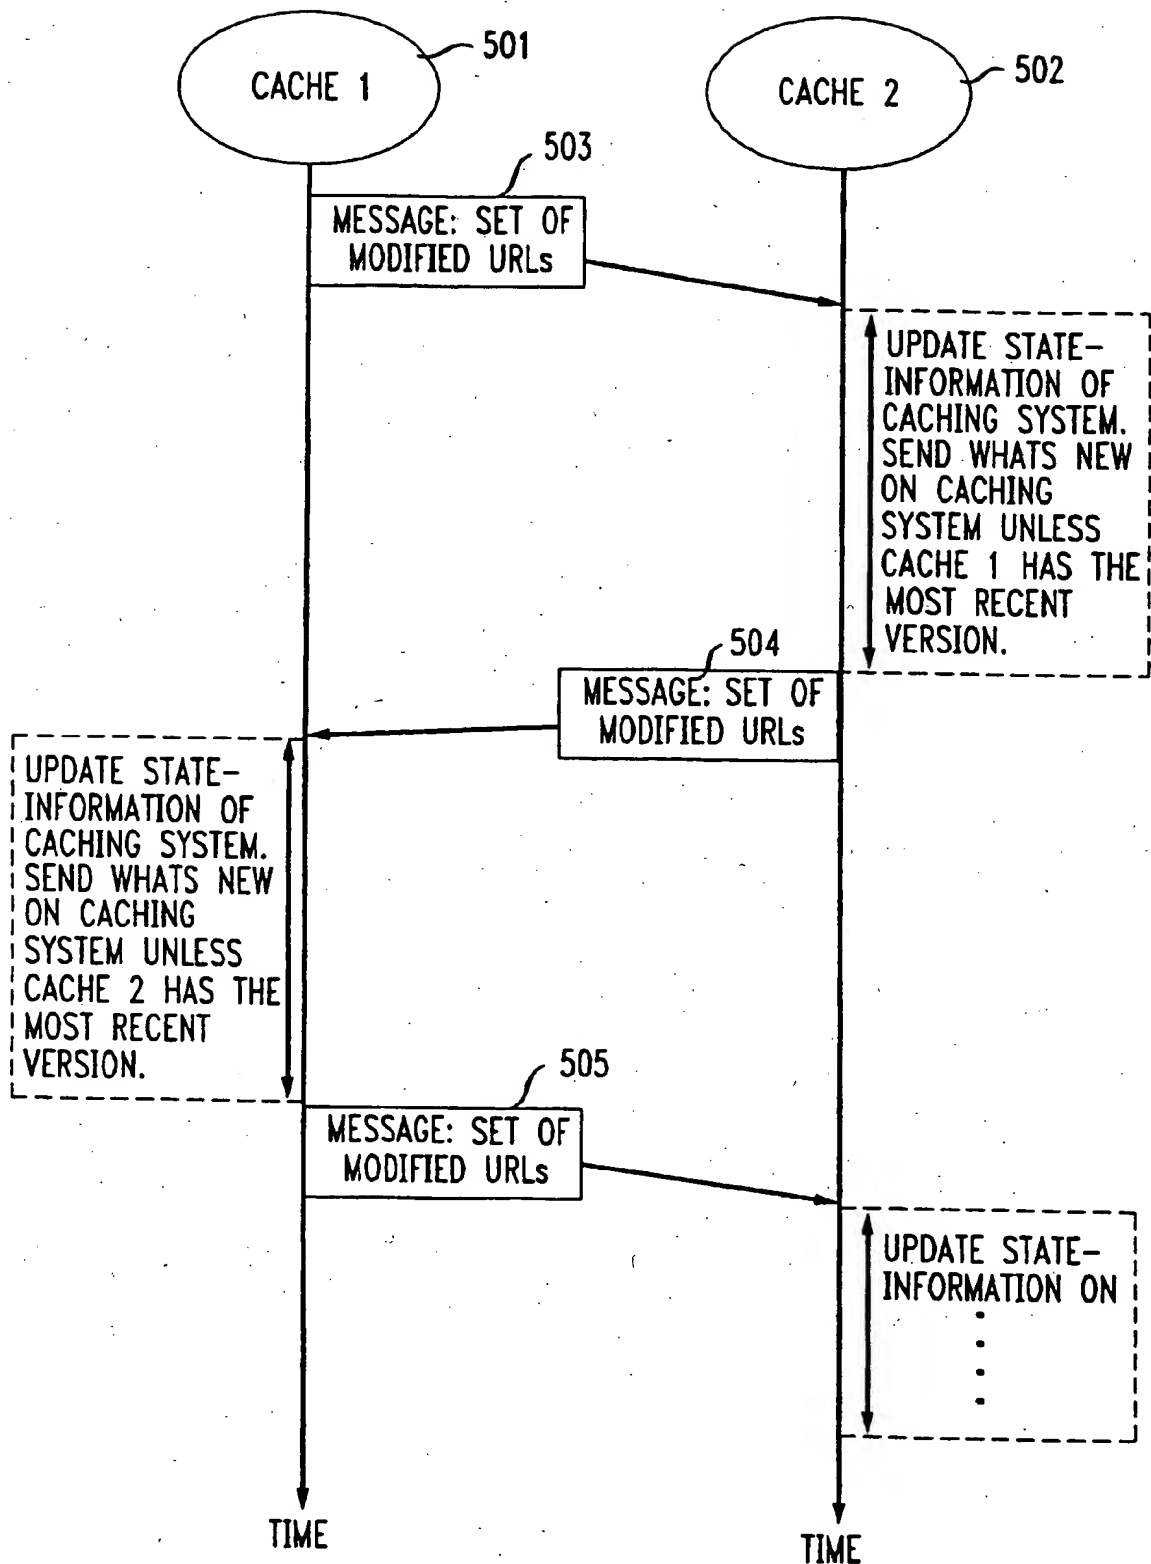 501
CACHE 1
502
CACHE 2
503
MESSAGE: SET OF
MODIFIED URLs
UPDATE STATE-
INFORMATION OF
CACHING SYSTEM.
SEND WHATS NEW
ON CACHING
SYSTEM UNLESS
CACHE 1 HAS THE
MOST RECENT
VERSION.
504
MESSAGE: SET OF
MODIFIED URLs
UPDATE STATE-
INFORMATION OF
CACHING SYSTEM.
SEND WHATS NEW
ON CACHING
SYSTEM UNLESS
CACHE 2 HAS THE
MOST RECENT
VERSION.
505
MESSAGE: SET OF
MODIFIED URLs
UPDATE STATE-
INFORMATION ON
TIME
TIME